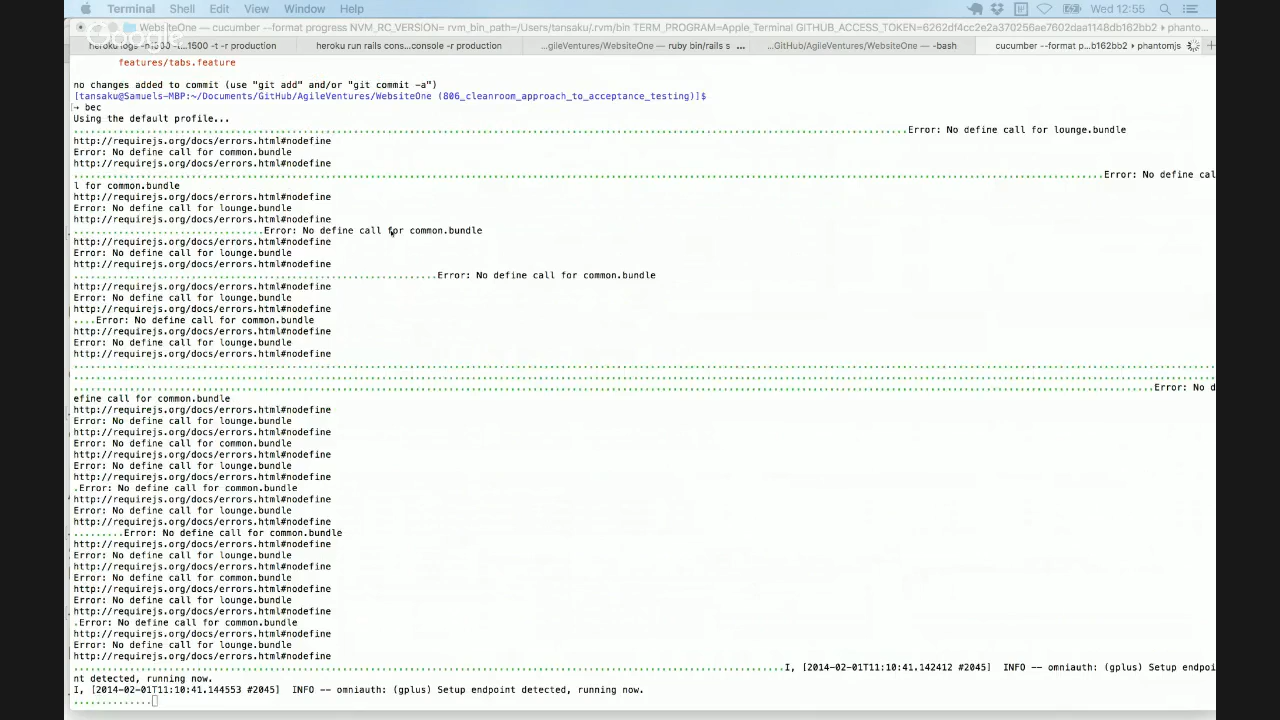 Terminal Shell Edit View Window Help Wed 12:55
WebsiteOne — cucumber --format progress NVM_RC_VERSION= rvm_bin_path=/Users/tansaku/.rvm/bin TERM_PROGRAM=Apple_Terminal
Google
heroku run rails cons...console -r production ...gileVentures/WebsiteOne — ruby bin/rails s ... ...GitHub/AgileVentures/WebsiteOne — -bash cucumber --format p...b162bb2 ▸ phantomjs
features/tabs.feature
no changes added to commit (use "git add" and/or "git commit -a")
[tansaku@Samuels-MBP:~/Documents/GitHub/AgileVentures/WebsiteOne (806_cleanroom_approach_to_acceptance_testing)]$
→ bec
Using the default profile...
Error: No define call for lounge.bundle
http://requirejs.org/docs/errors.html#nodefine
Error: No define call for common.bundle
http://requirejs.org/docs/errors.html#nodefine
Error: No define cal
l for common.bundle
http://requirejs.org/docs/errors.html#nodefine
Error: No define call for lounge.bundle
http://requirejs.org/docs/errors.html#nodefine
Error: No define call for common.bundle
http://requirejs.org/docs/errors.html#nodefine
Error: No define call for lounge.bundle
http://requirejs.org/docs/errors.html#nodefine
Error: No define call for common.bundle
http://requirejs.org/docs/errors.html#nodefine
Error: No define call for lounge.bundle
http://requirejs.org/docs/errors.html#nodefine
....Error: No define call for common.bundle
http://requirejs.org/docs/errors.html#nodefine
Error: No define call for lounge.bundle
http://requirejs.org/docs/errors.html#nodefine
Error: No d
efine call for common.bundle
http://requirejs.org/docs/errors.html#nodefine
Error: No define call for lounge.bundle
http://requirejs.org/docs/errors.html#nodefine
Error: No define call for common.bundle
http://requirejs.org/docs/errors.html#nodefine
Error: No define call for lounge.bundle
http://requirejs.org/docs/errors.html#nodefine
.Error: No define call for common.bundle
http://requirejs.org/docs/errors.html#nodefine
Error: No define call for lounge.bundle
http://requirejs.org/docs/errors.html#nodefine
.........Error: No define call for common.bundle
http://requirejs.org/docs/errors.html#nodefine
Error: No define call for lounge.bundle
http://requirejs.org/docs/errors.html#nodefine
Error: No define call for common.bundle
http://requirejs.org/docs/errors.html#nodefine
Error: No define call for lounge.bundle
http://requirejs.org/docs/errors.html#nodefine
.Error: No define call for common.bundle
http://requirejs.org/docs/errors.html#nodefine
Error: No define call for lounge.bundle
http://requirejs.org/docs/errors.html#nodefine
I, [2014-02-01T11:10:41.142412 #2045] INFO -- omniauth: (gplus) Setup endpoi
nt detected, running now.
I, [2014-02-01T11:10:41.144553 #2045] INFO -- omniauth: (gplus) Setup endpoint detected, running now.
..............